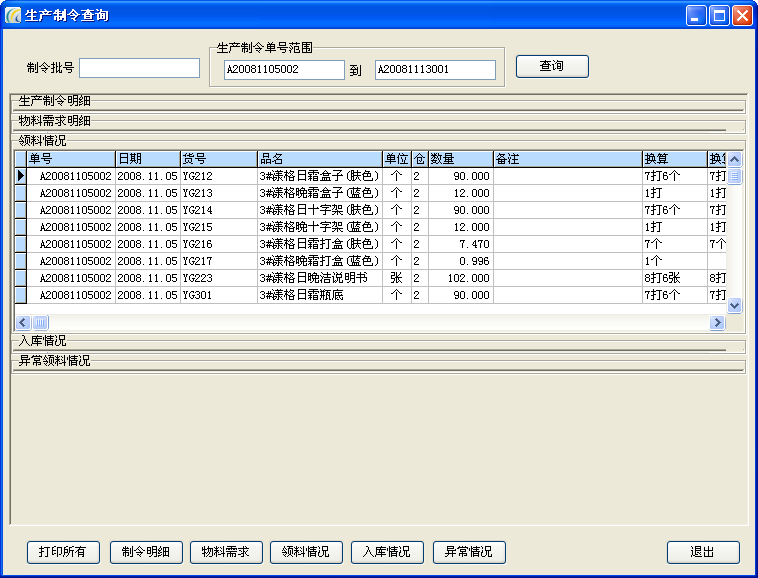 生产制令查询
生产制令单号范围
制令批号 A20081105002 到 A20081113001 查询
生产制令明细
物料需求明细
领料情况
单号 日期 货号 品名 单位 仓 数量 备注 换算 换算
A20081105002 2008.11.05 YG212 3#漾格日霜盒子(肤色) 个 2 90.000 7打6个 7打
A20081105002 2008.11.05 YG213 3#漾格晚霜盒子(蓝色) 个 2 12.000 1打 1打
A20081105002 2008.11.05 YG214 3#漾格日十字架(肤色) 个 2 90.000 7打6个 7打
A20081105002 2008.11.05 YG215 3#漾格晚十字架(蓝色) 个 2 12.000 1打 1打
A20081105002 2008.11.05 YG216 3#漾格日霜打盒(肤色) 个 2 7.470 7个 7个
A20081105002 2008.11.05 YG217 3#漾格晚霜打盒(蓝色) 个 2 0.996 1个
A20081105002 2008.11.05 YG223 3#漾格日晚洁说明书 张 2 102.000 8打6张 8打
A20081105002 2008.11.05 YG301 3#漾格日霜瓶底 个 2 90.000 7打6个 7打
入库情况
异常领料情况
打印所有 制令明细 物料需求 领料情况 入库情况 异常情况 退出